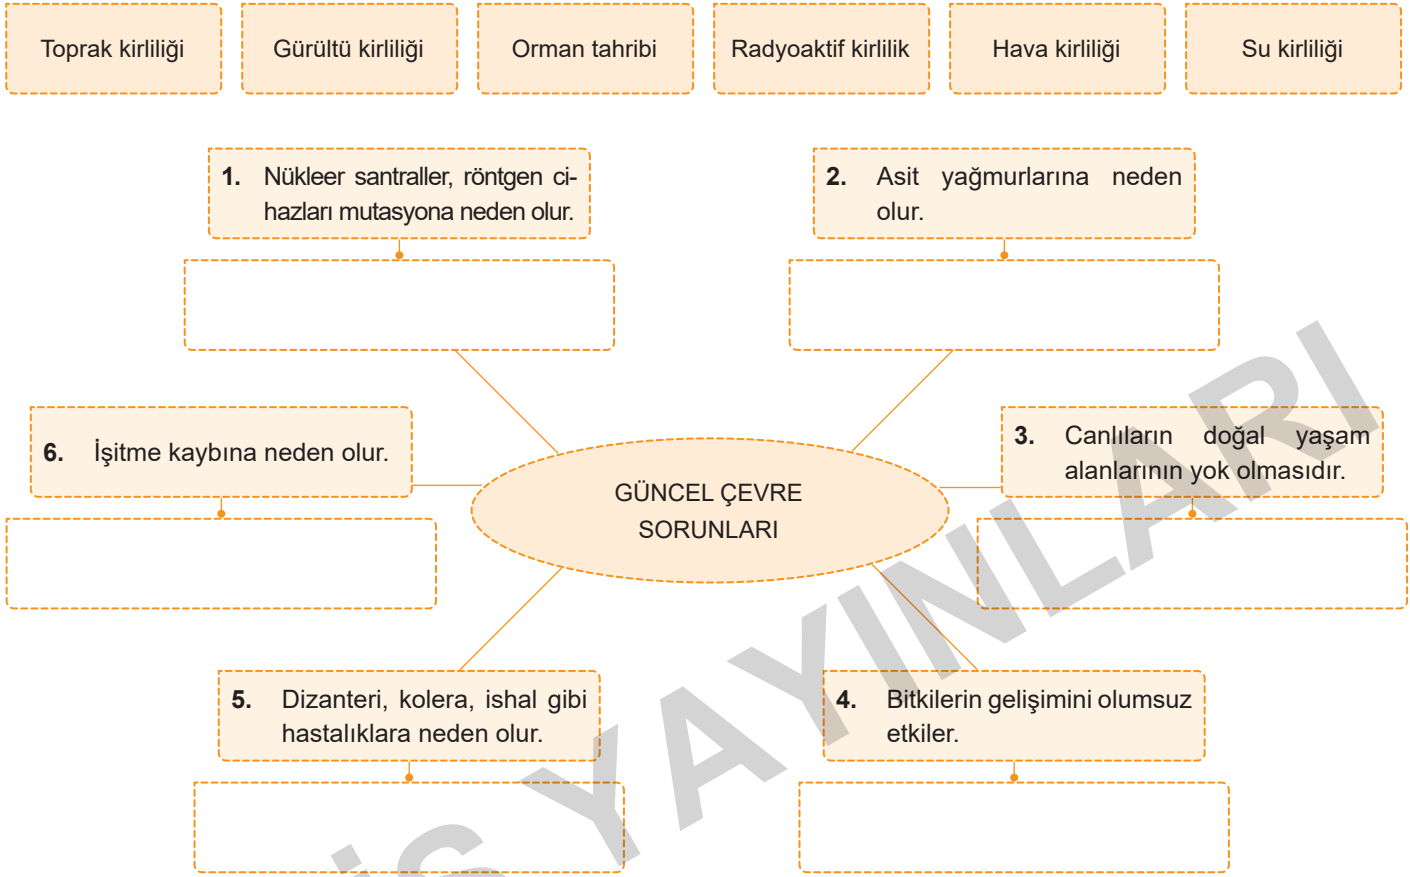 Toprak kirliliği
Gürültü kirliliği
Orman tahribi
Radyoaktif kirlilik
Hava kirliliği
Su kirliliği
1. Nükleer santraller, röntgen ci-
hazları mutasyona neden olur.
2. Asit yağmurlarına neden
olur.
6. İşitme kaybına neden olur.
3. Canlıların doğal yaşam
alanlarının yok olmasıdır.
GÜNCEL ÇEVRE
SORUNLARI
5. Dizanteri, kolera, ishal gibi
hastalıklara neden olur.
4. Bitkilerin gelişimini olumsuz
etkiler.
YAYINLARI